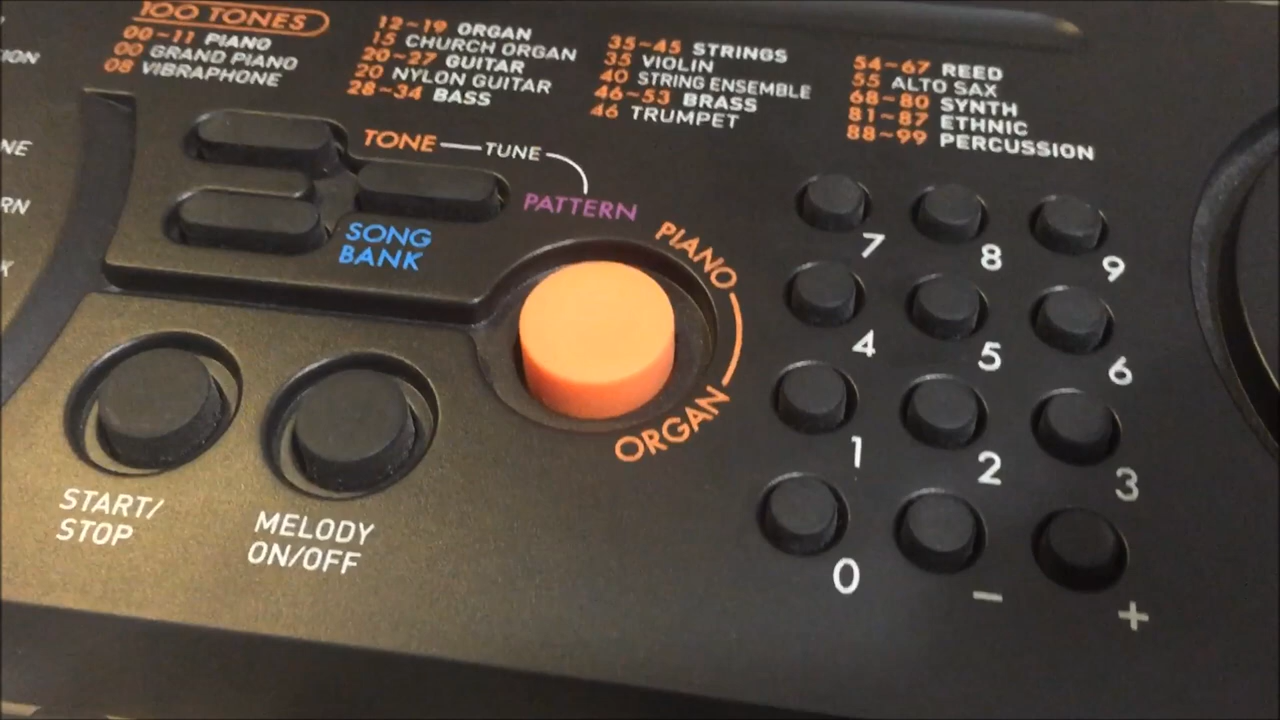 100 TONES
00~11 PIANO
00 GRAND PIANO
08 VIBRAPHONE
12~19 ORGAN
15 CHURCH ORGAN
20~27 GUITAR
20 NYLON GUITAR
28~34 BASS
35~45 STRINGS
35 VIOLIN
40 STRING ENSEMBLE
46~53 BRASS
46 TRUMPET
54~67 REED
55 ALTO SAX
68~80 SYNTH
81~87 ETHNIC
88~99 PERCUSSION
TONE
TUNE
PATTERN
SONG
BANK
PIANO
ORGAN
START/
STOP
MELODY
ON/OFF
7 8 9
4 5 6
1 2 3
0 − +